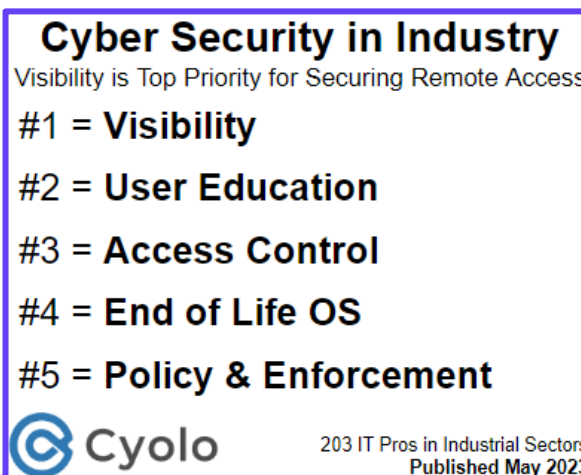 Cyber Security in Industry
Visibility is Top Priority for Securing Remote Access
#1 = Visibility
#2 = User Education
#3 = Access Control
#4 = End of Life OS
#5 = Policy & Enforcement
Cyolo
203 IT Pros in Industrial Sectors
Published May 2023